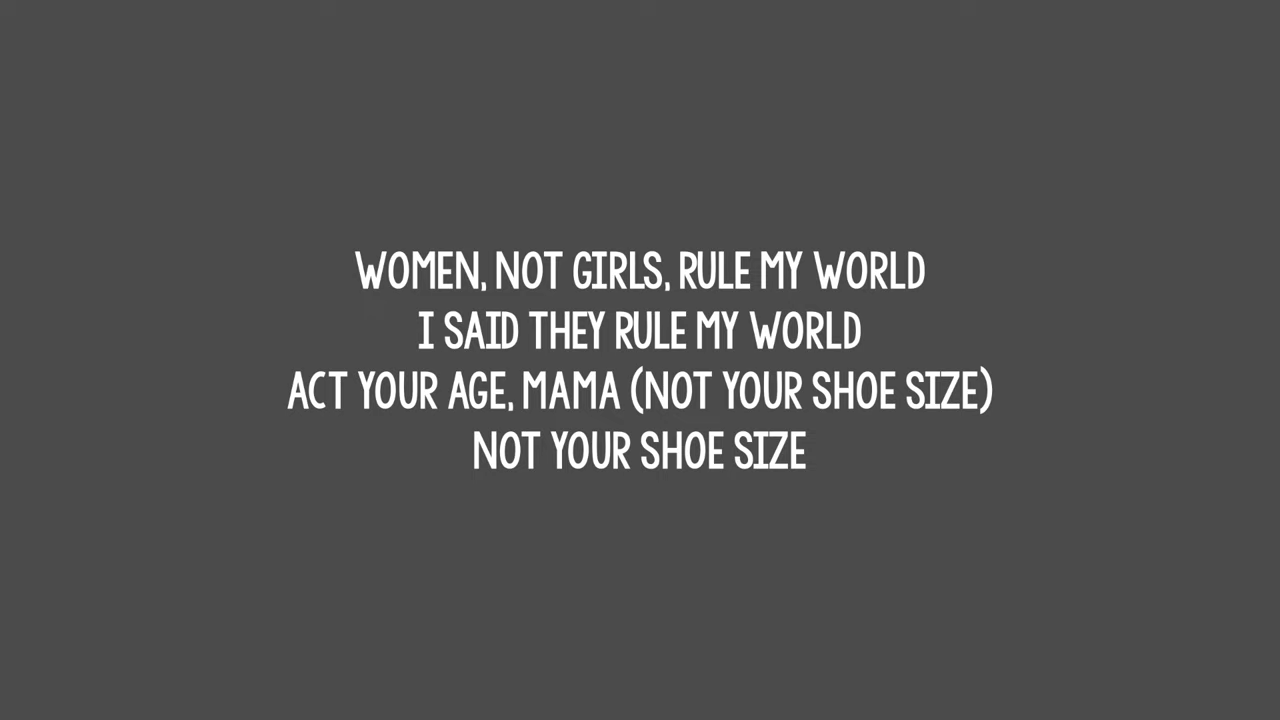 WOMEN, NOT GIRLS, RULE MY WORLD
I SAID THEY RULE MY WORLD
ACT YOUR AGE, MAMA (NOT YOUR SHOE SIZE)
NOT YOUR SHOE SIZE